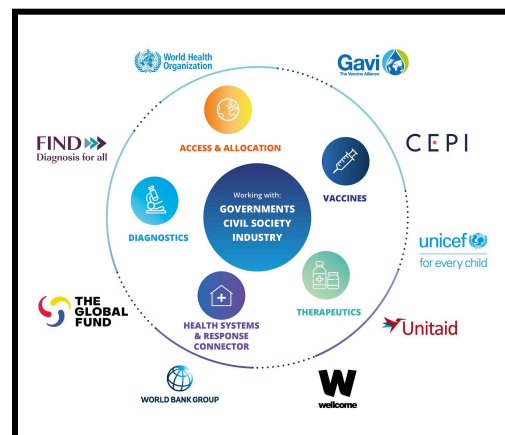 World Health
Organization
Gavi
The Vaccine Alliance
FIND
Diagnosis for all
ACCESS & ALLOCATION
CEPI
VACCINES
Working with:
GOVERNMENTS
CIVIL SOCIETY
INDUSTRY
DIAGNOSTICS
unicef
for every child
THE
GLOBAL
FUND
HEALTH SYSTEMS
& RESPONSE
CONNECTOR
THERAPEUTICS
Unitaid
WORLD BANK GROUP
W
wellcome